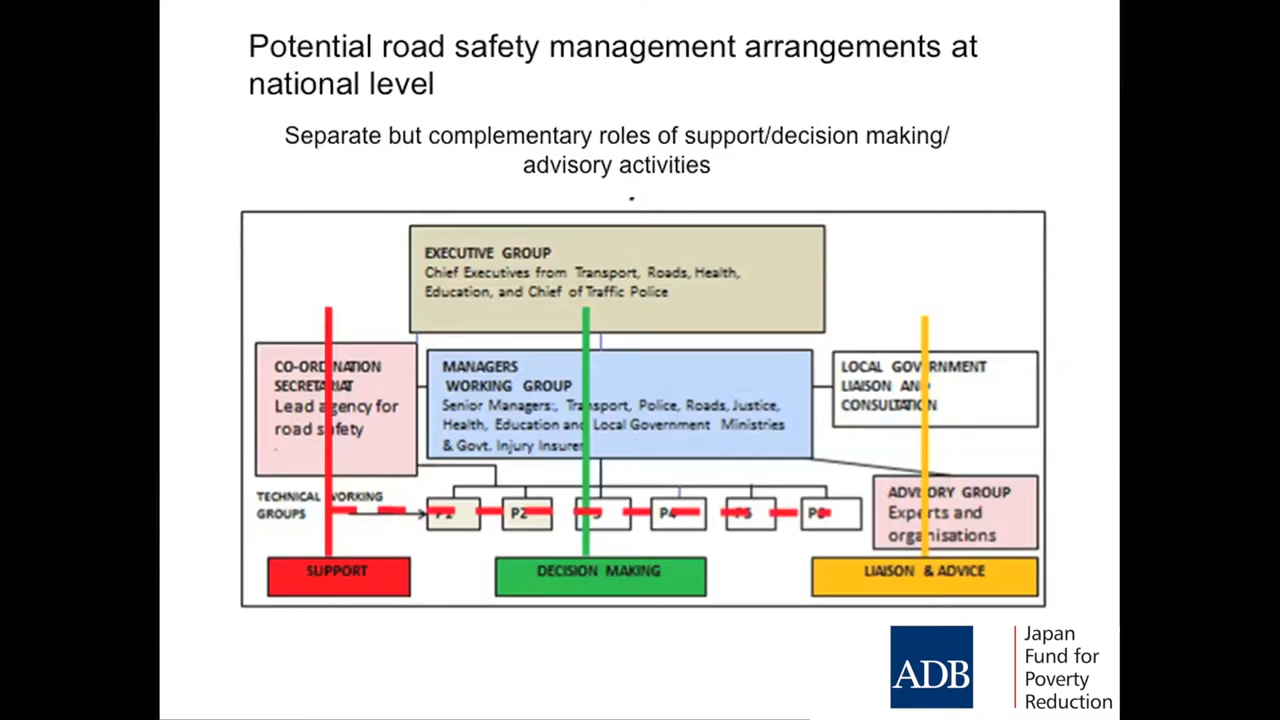 Potential road safety management arrangements at
national level
Separate but complementary roles of support/decision making/
advisory activities
EXECUTIVE GROUP
Chief Executives from Transport, Roads, Health,
Education, and Chief of Traffic Police
CO-ORDINATION
SECRETARIAT
Lead agency for
road safety
MANAGERS
WORKING GROUP
Senior Managers:, Transport, Police, Roads, Justice,
Health, Education and Local Government Ministries
& Govt. Injury Insurer
LOCAL GOVERNMENT
LIAISON AND
CONSULTATION
TECHNICAL WORKING
GROUPS
P1
P2
P3
P4
P5
P6
ADVISORY GROUP
Experts and
organisations
SUPPORT
DECISION MAKING
LIAISON & ADVICE
ADB
Japan
Fund for
Poverty
Reduction